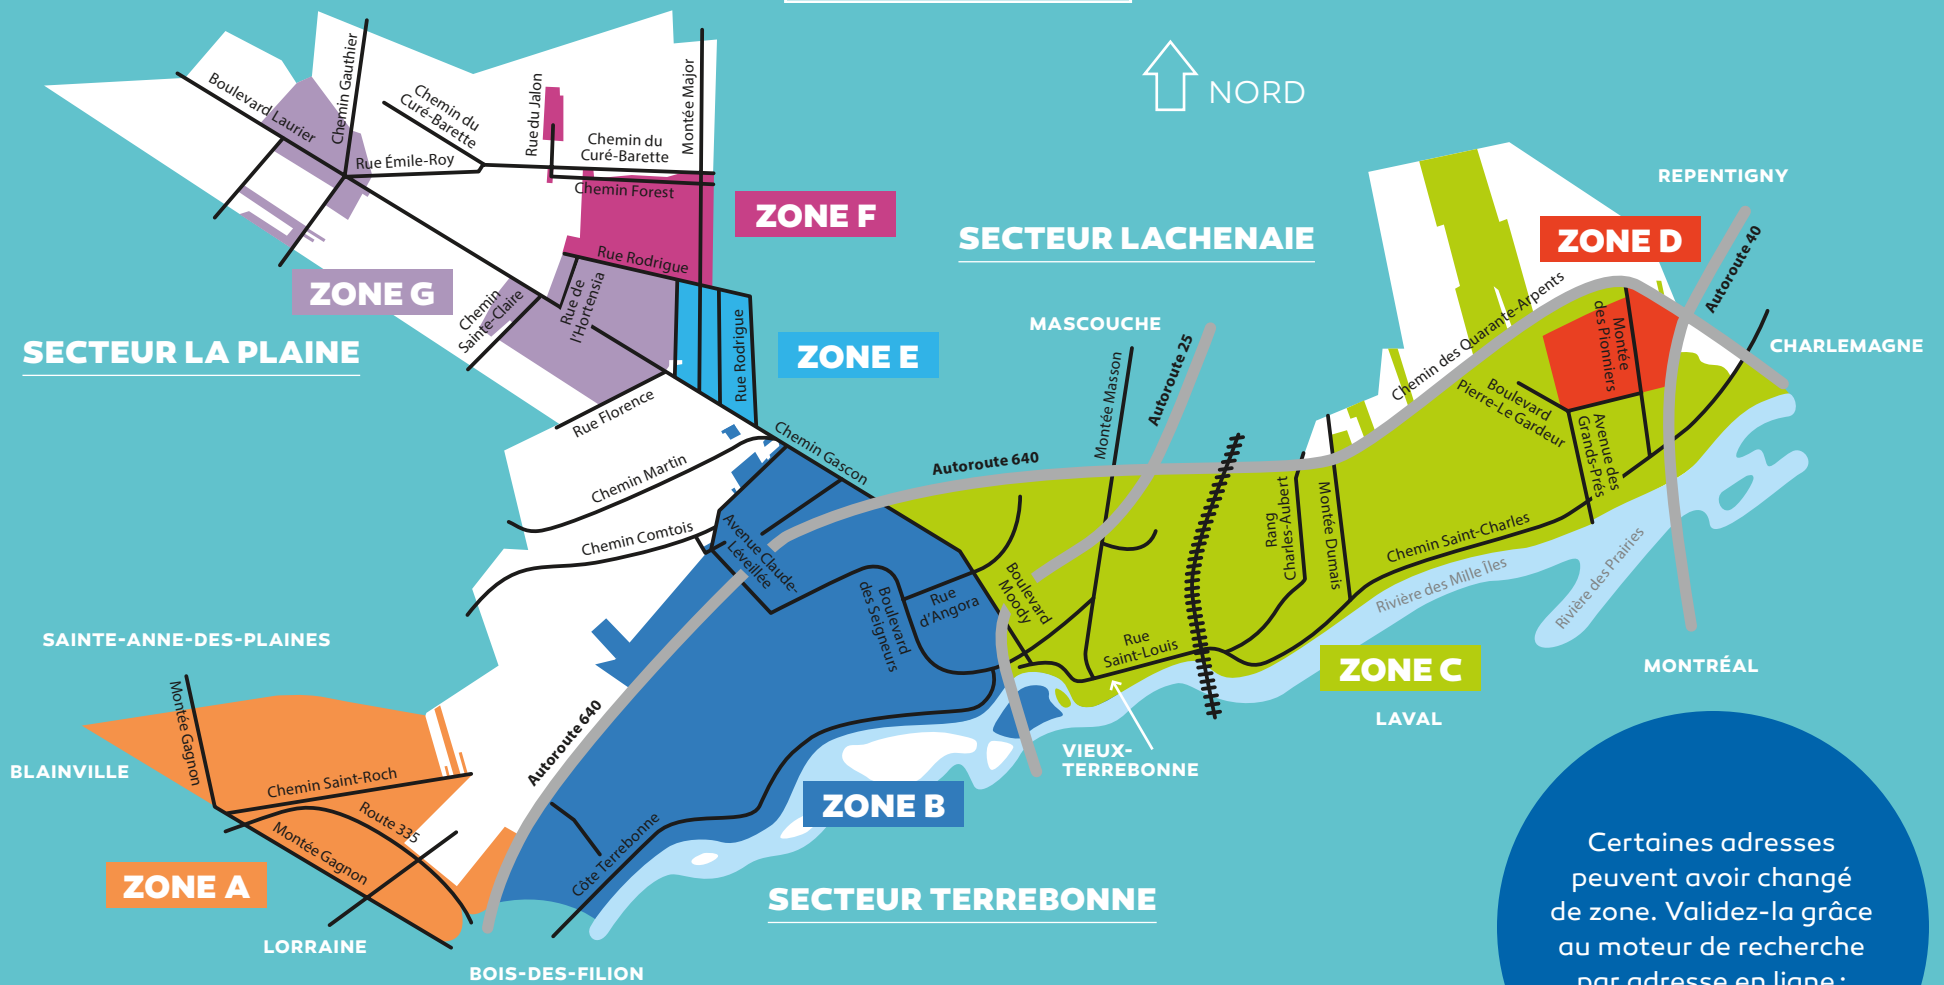 NORD
Boulevard Laurier
Chemin Gauthier
Chemin du
Curé-Barette
Rue Émile-Roy
Rue du Jalon
Chemin du
Curé-Barette
Montée Major
Chemin Forest
ZONE F
Rue Rodrigue
ZONE G
Chemin
Sainte-Claire
Rue de
l'Hortensia
SECTEUR LA PLAINE
Rue Rodrigue
ZONE E
Rue Florence
SECTEUR LACHENAIE
MASCOUCHE
REPENTIGNY
ZONE D
Autoroute 40
CHARLEMAGNE
Chemin des Quarante-Arpents
Monté
des Pionniers
Boulevard
Pierre-Le Gardeur
Avenue des
Grands-Prés
Montée Masson
Autoroute 25
Chemin Gascon
Autoroute 640
Chemin Martin
Chemin Comtois
Avenue Claude-
Léveillée
Boulevard
des Seigneurs
Rue
d'Angora
Boulevard
Moody
Rue
Saint-Louis
Rang
Charles-Aubert
Montée Dumais
Chemin Saint-Charles
Rivière des Mille Îles
Rivière des Prairies
MONTRÉAL
ZONE C
LAVAL
VIEUX-
TERREBONNE
SAINTE-ANNE-DES-PLAINES
Montée Gagnon
BLAINVILLE
Chemin Saint-Roch
Route 335
Montée Gagnon
Autoroute 640
Côte Terrebonne
ZONE B
ZONE A
SECTEUR TERREBONNE
LORRAINE
BOIS-DES-FILION
Certaines adresses
peuvent avoir changé
de zone. Validez-la grâce
au moteur de recherche
par adresse en ligne :